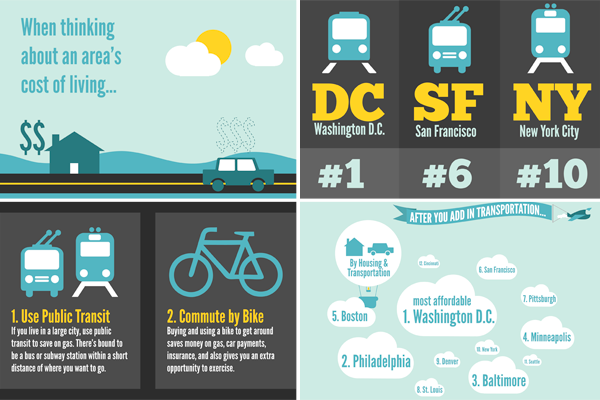 When thinking
about an area's
cost of living...
$$
$$$
DC
Washington D.C.
#1
SF
San Francisco
#6
NY
New York City
#10
1. Use Public Transit
If you live in a large city, use public
transit to save on gas. There's bound to
be a bus or subway station within a short
distance of where you want to go.
2. Commute by Bike
Buying and using a bike to get around
saves money on gas, car payments,
insurance, and also gives you an extra
opportunity to exercise.
AFTER YOU ADD IN TRANSPORTATION...
By Housing &
Transportation
12. Cincinnati
6. San Francisco
7. Pittsburgh
most affordable
1. Washington D.C.
5. Boston
4. Minneapolis
2. Philadelphia
10. New York
9. Denver
11. Seattle
3. Baltimore
8. St. Louis